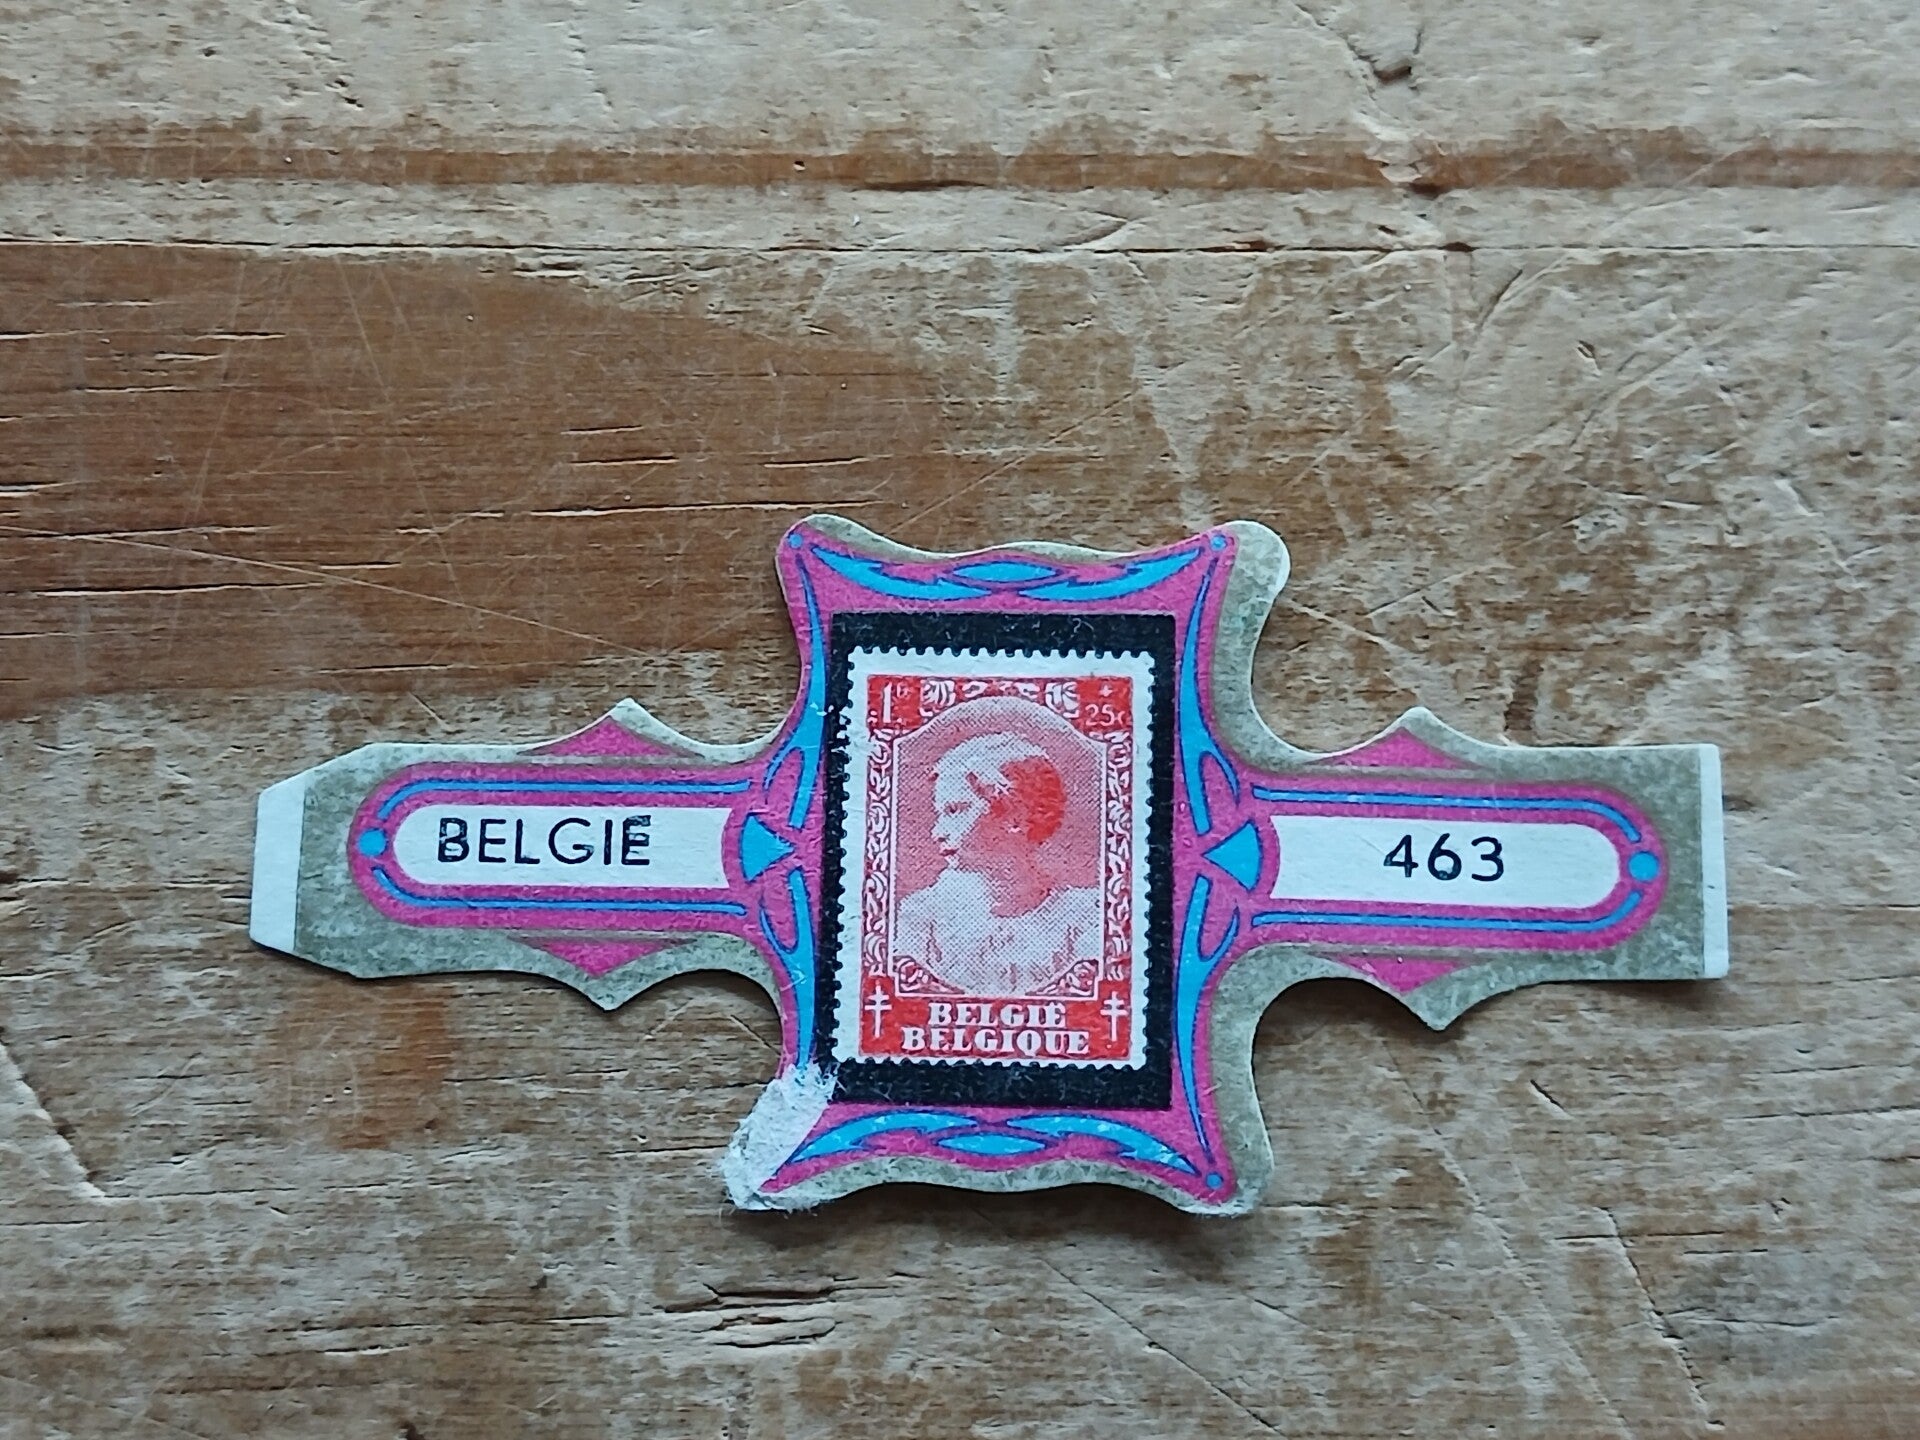 BELGIE
1F + 25c
BELGIË
BELGIQUE
463